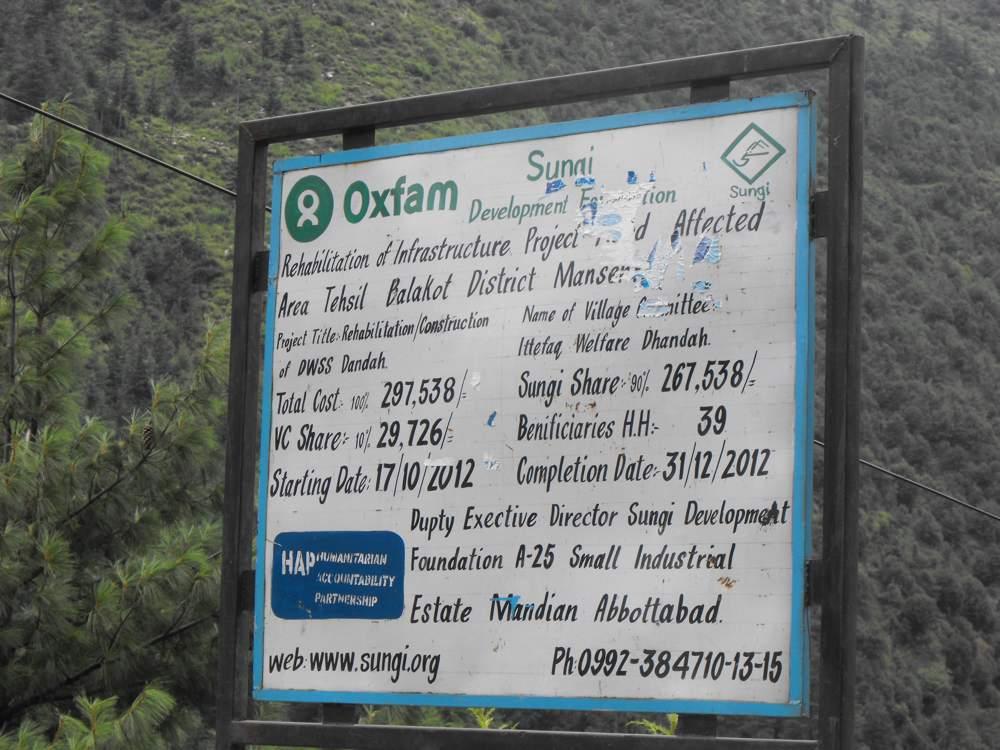 Oxfam
Sungi
Development
Sungi
Rehabilitation of Infrastructure Project Affected
Area Tehsil Balakot District
Project Title:- Rehabilitation/Construction
of DWSS Dandah.
Name of Village
Ittefaq Welfare Dhandah.
Total Cost:- 100% 297,538/=
Sungi Share:- 90% 267,538/=
VC Share:- 10% 29,726/=
Benificiaries H.H:- 39
Starting Date: 17/10/2012
Completion Date:- 31/12/2012
Dupty Exective Director Sungi Development
Foundation A-25 Small Industrial
Estate Mandian Abbottabad.
HAP HUMANITARIAN
ACCOUNTABILITY
PARTNERSHIP
web: www.sungi.org
Ph:0992-384710-13-15